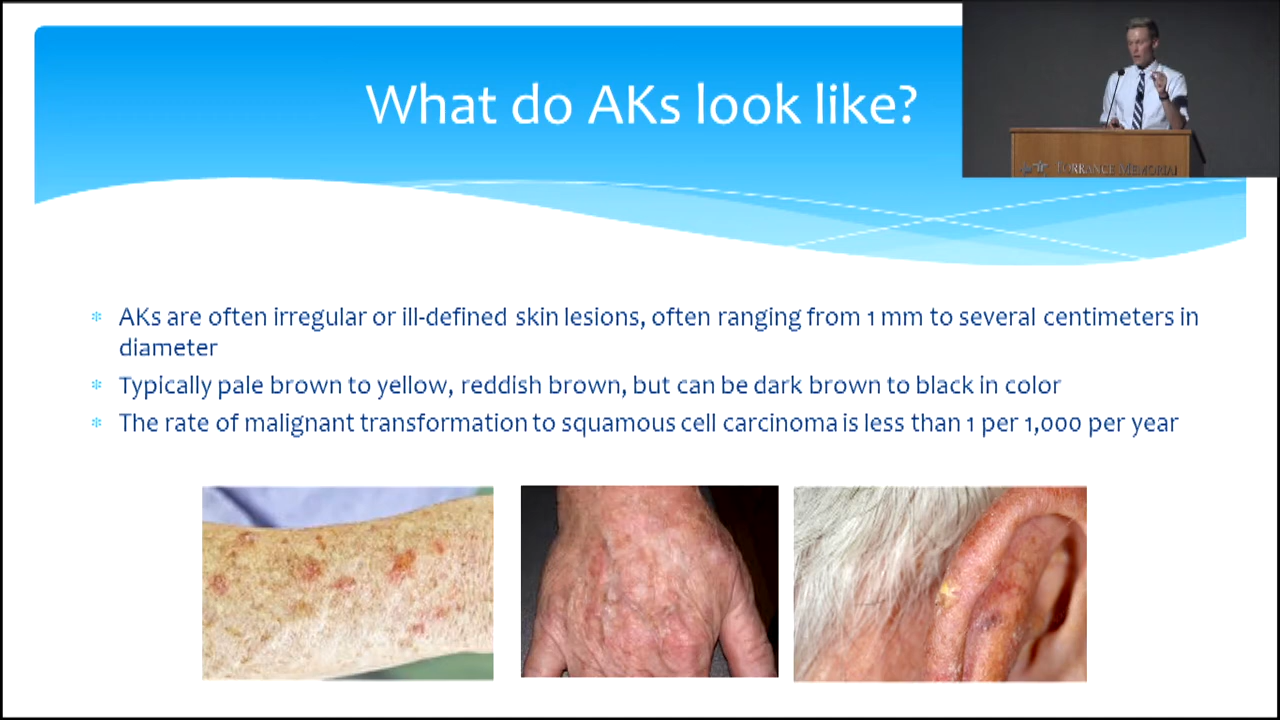 What do AKs look like?
TORRANCE MEMORIAL
AKs are often irregular or ill-defined skin lesions, often ranging from 1 mm to several centimeters in
diameter
Typically pale brown to yellow, reddish brown, but can be dark brown to black in color
The rate of malignant transformation to squamous cell carcinoma is less than 1 per 1,000 per year